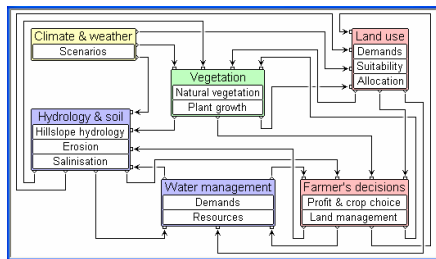 Climate & weather
Scenarios
Land use
Demands
Suitability
Allocation
Vegetation
Natural vegetation
Plant growth
Hydrology & soil
Hillslope hydrology
Erosion
Salinisation
Water management
Demands
Resources
Farmer's decisions
Profit & crop choice
Land management